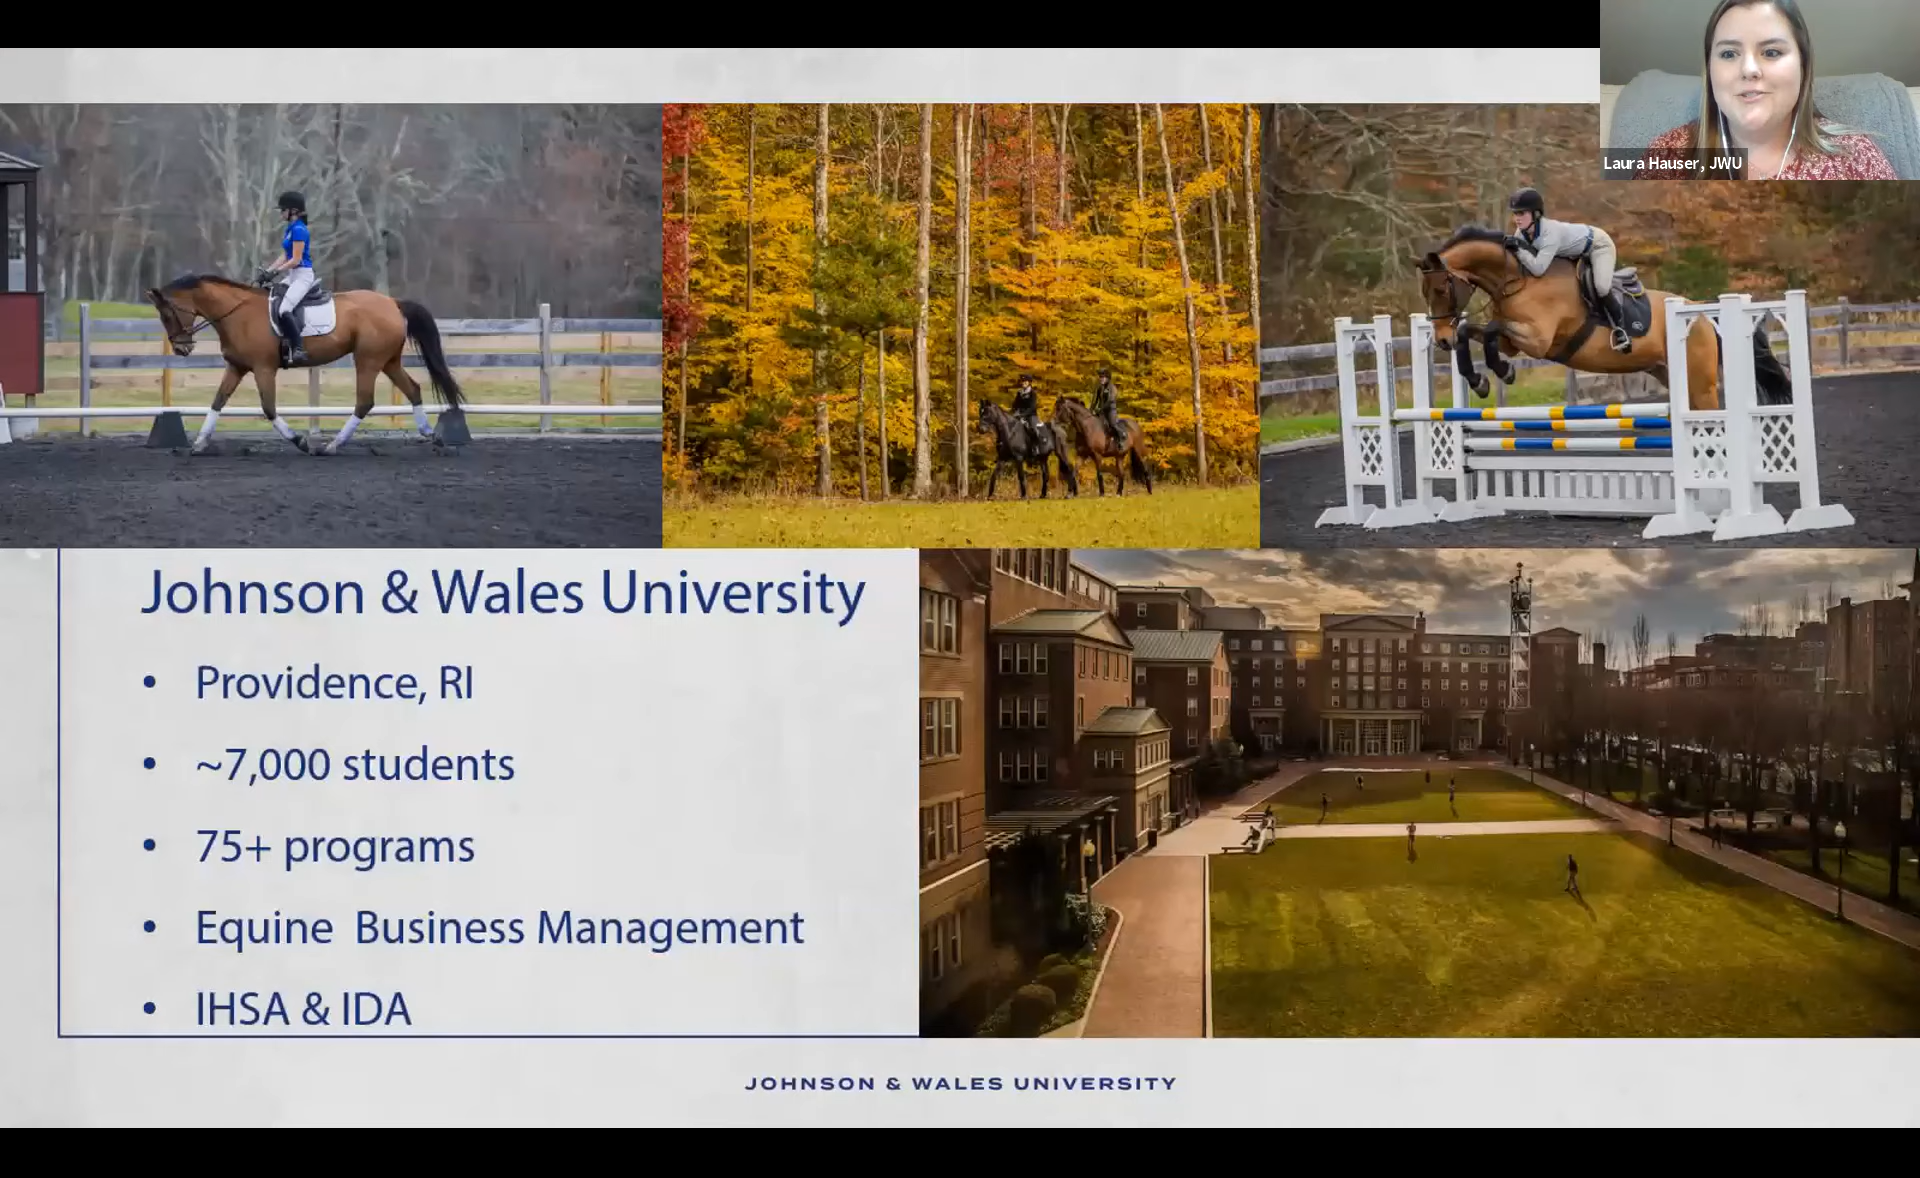 Laura Hauser, JWU
Johnson & Wales University
• Providence, RI
• ~7,000 students
• 75+ programs
• Equine  Business Management
• IHSA & IDA
JOHNSON & WALES UNIVERSITY